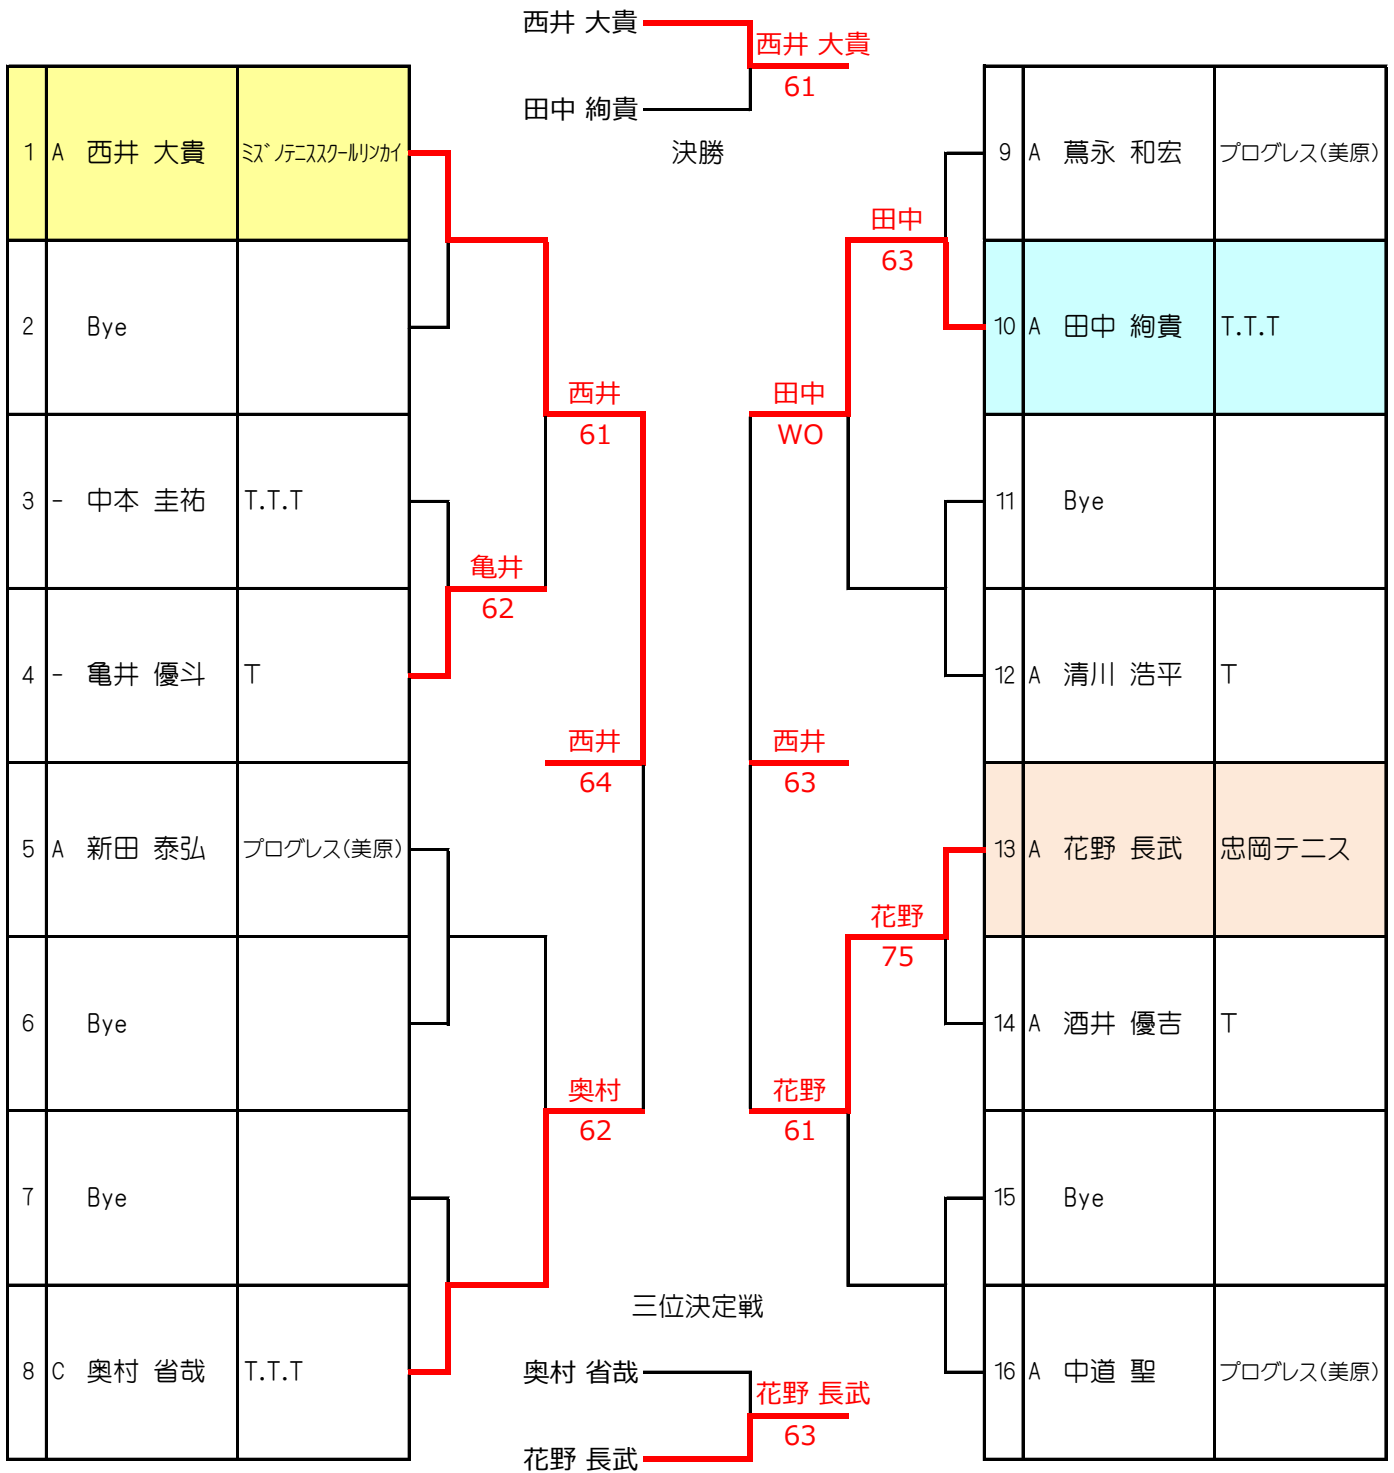 西井 大貴
西井 大貴
61
田中 絢貴
決勝
1 A 西井 大貴 ミズノテニススクールリンカイ
2 Bye
3 - 中本 圭祐 T.T.T
4 - 亀井 優斗 T
5 A 新田 泰弘 プログレス(美原)
6 Bye
7 Bye
8 C 奥村 省哉 T.T.T
亀井
62
西井
61
西井
64
奥村
62
田中
63
田中
WO
西井
63
花野
75
花野
61
9 A 蔦永 和宏 プログレス(美原)
10 A 田中 絢貴 T.T.T
11 Bye
12 A 清川 浩平 T
13 A 花野 長武 忠岡テニス
14 A 酒井 優吉 T
15 Bye
16 A 中道 聖 プログレス(美原)
三位決定戦
奥村 省哉
花野 長武
63
花野 長武